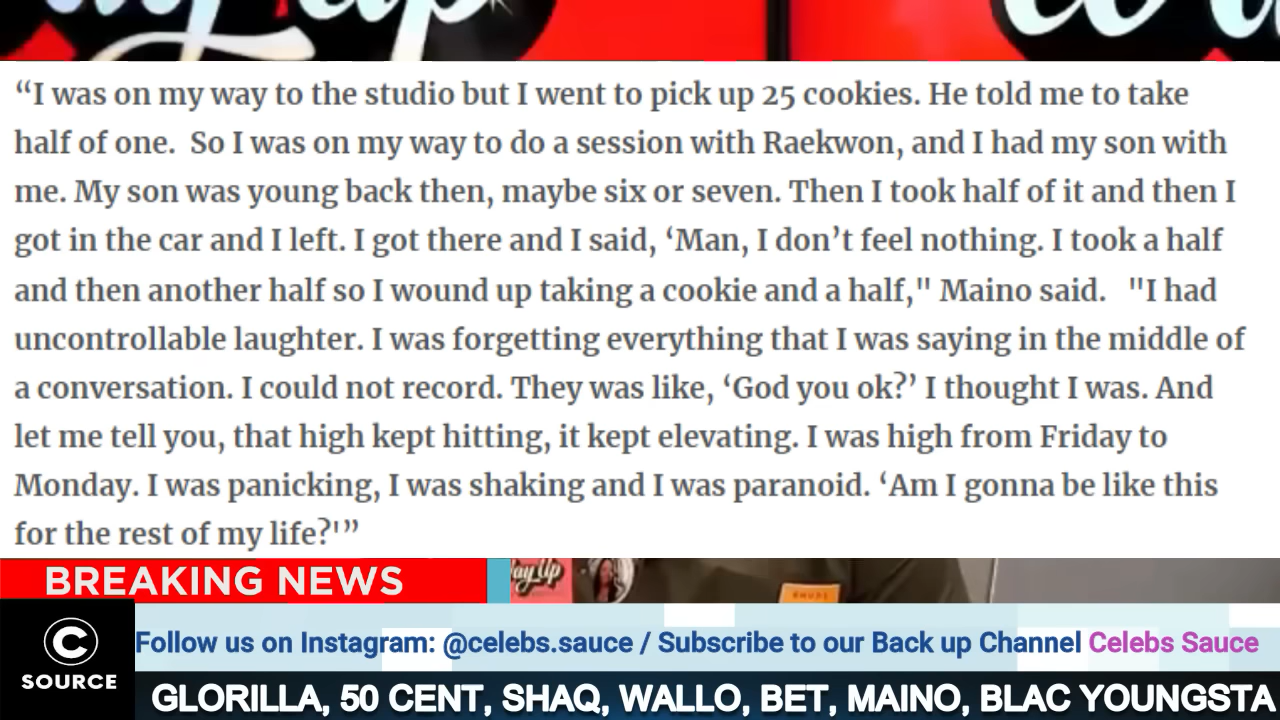 “I was on my way to the studio but I went to pick up 25 cookies. He told me to take
half of one.  So I was on my way to do a session with Raekwon, and I had my son with
me. My son was young back then, maybe six or seven. Then I took half of it and then I
got in the car and I left. I got there and I said, ‘Man, I don’t feel nothing. I took a half
and then another half so I wound up taking a cookie and a half," Maino said.   "I had
uncontrollable laughter. I was forgetting everything that I was saying in the middle of
a conversation. I could not record. They was like, ‘God you ok?’ I thought I was. And
let me tell you, that high kept hitting, it kept elevating. I was high from Friday to
Monday. I was panicking, I was shaking and I was paranoid. ‘Am I gonna be like this
for the rest of my life?'”
BREAKING NEWS
C
SOURCE
Follow us on Instagram: @celebs.sauce / Subscribe to our Back up Channel Celebs Sauce
GLORILLA, 50 CENT, SHAQ, WALLO, BET, MAINO, BLAC YOUNGSTA